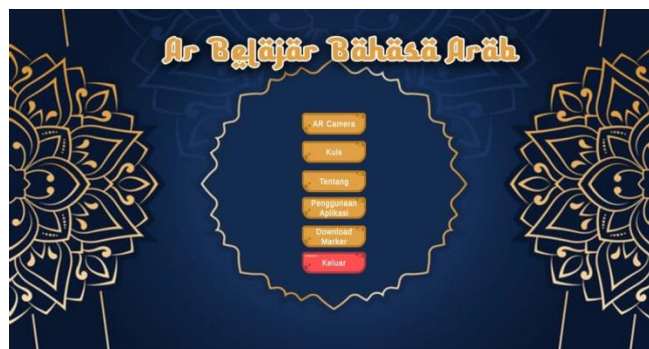 Ar Belajar Bahasa Arab
AR Camera
Kuis
Tentang
Penggunaan
Aplikasi
Download
Marker
Keluar